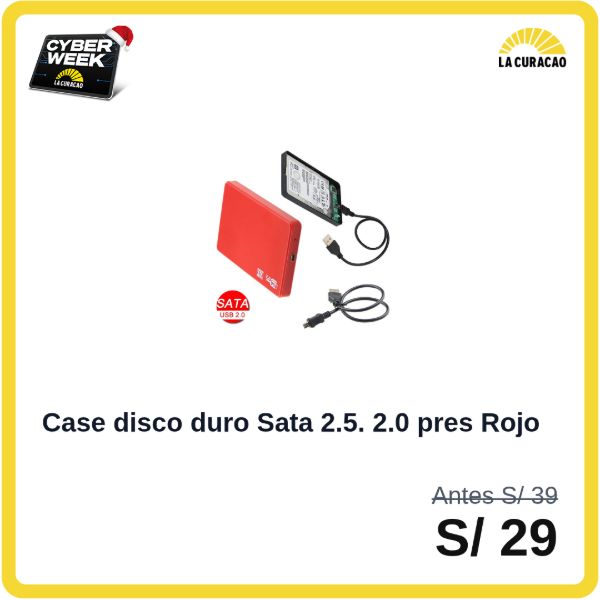 CYBER
WEEK
LA CURACAO
LA CURACAO
SATA
USB 2.0
Case disco duro Sata 2.5. 2.0 pres Rojo
Antes S/ 39
S/ 29